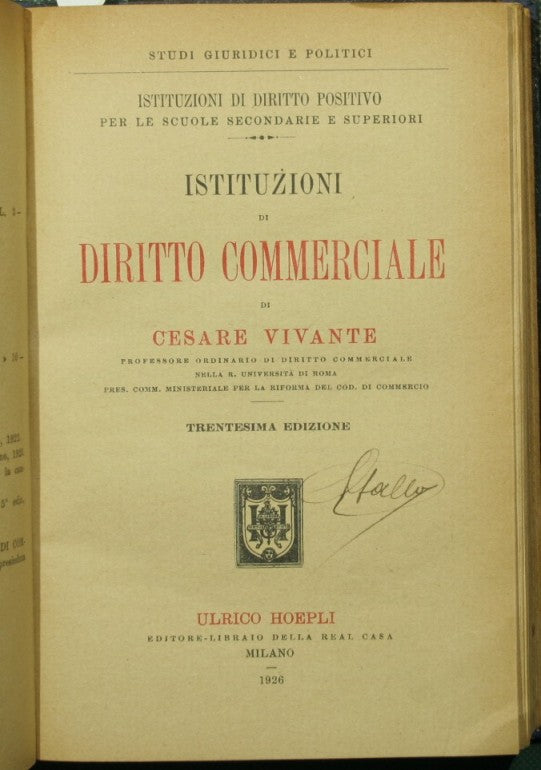 STUDI GIURIDICI E POLITICI
ISTITUZIONI DI DIRITTO POSITIVO
PER LE SCUOLE SECONDARIE E SUPERIORI
ISTITUZIONI
DI
DIRITTO COMMERCIALE
DI
CESARE VIVANTE
PROFESSORE ORDINARIO DI DIRITTO COMMERCIALE
NELLA R. UNIVERSITÀ DI ROMA
PRES. COMM. MINISTERIALE PER LA RIFORMA DEL COD. DI COMMERCIO
TRENTESIMA EDIZIONE
ULRICO HOEPLI
EDITORE-LIBRAIO DELLA REAL CASA
MILANO
1926